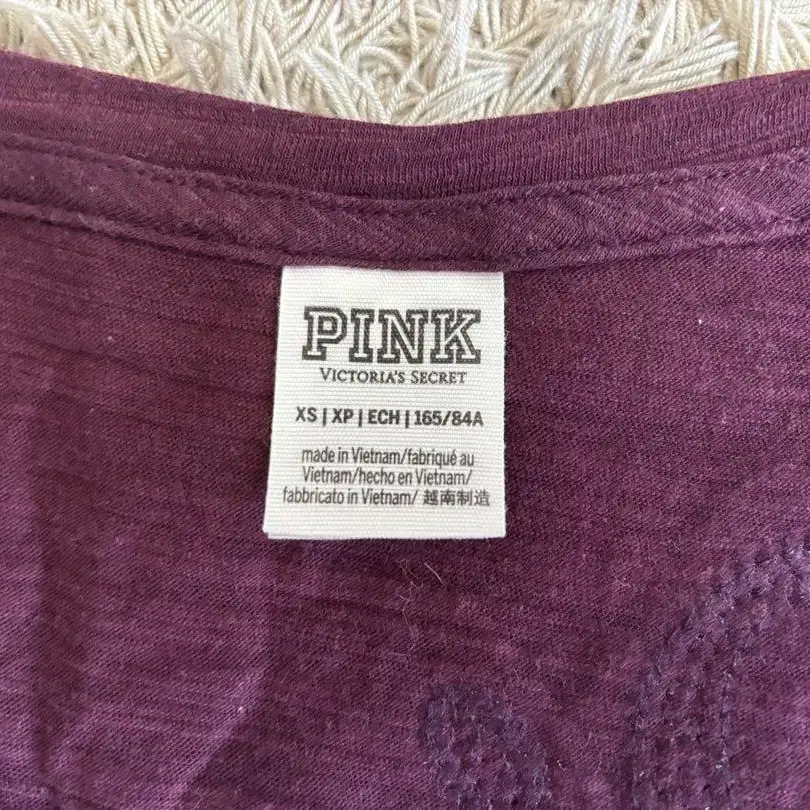 PINK
VICTORIA'S SECRET
XS | XP | ECH | 165/84A
made in Vietnam/fabriqué au
Vietnam/hecho en Vietnam/
fabbricato in Vietnam/ 越南制造